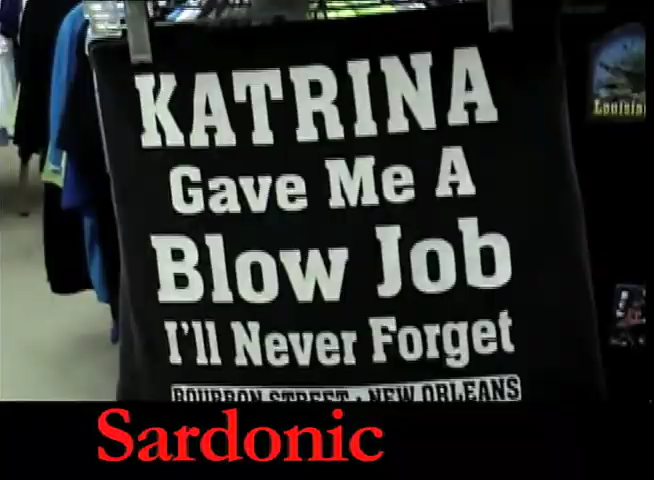 KATRINA
Gave Me A
Blow Job
I'll Never Forget
BOURBON STREET • NEW ORLEANS
Sardonic